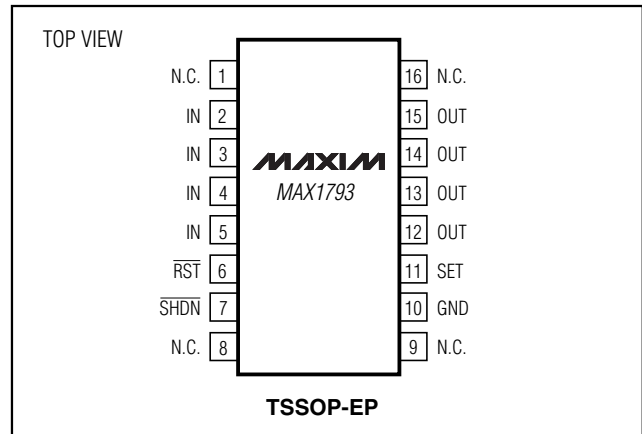 TOP VIEW
N.C. 1 16 N.C.
IN 2 15 OUT
IN 3 MAXIM 14 OUT
IN 4 MAX1793 13 OUT
IN 5 12 OUT
RST 6 11 SET
SHDN 7 10 GND
N.C. 8 9 N.C.
TSSOP-EP